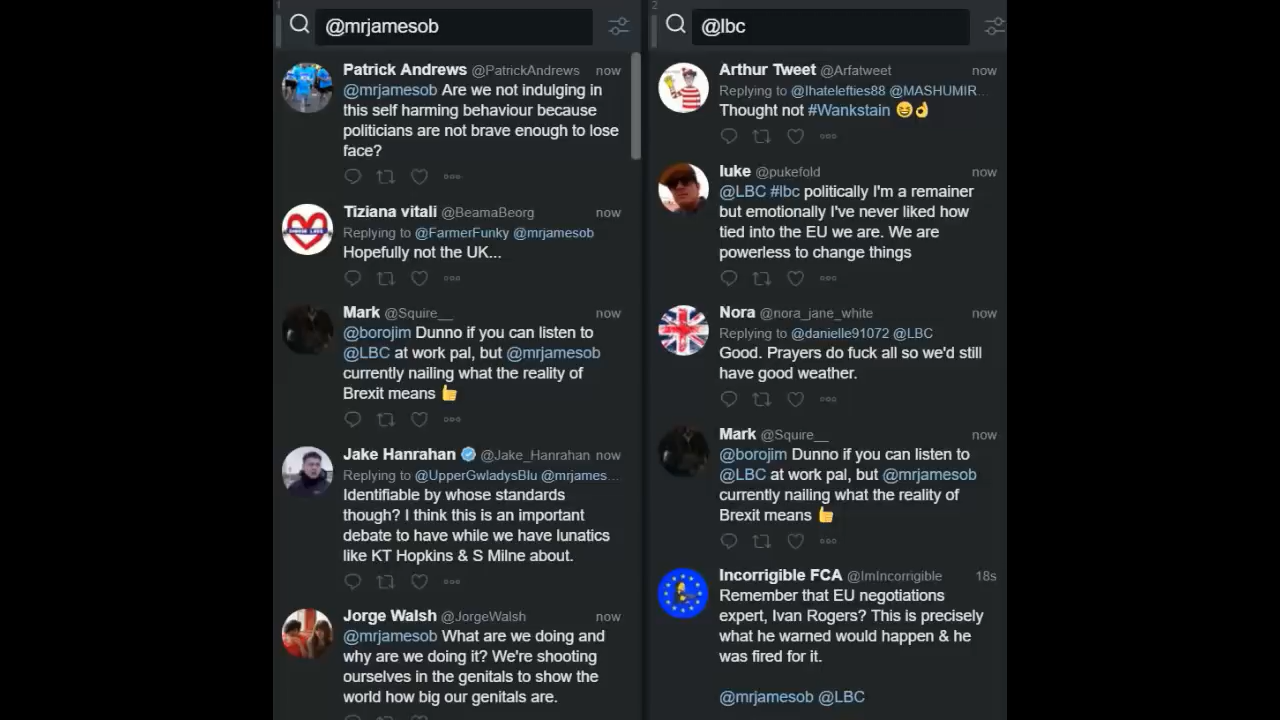 1
@mrjamesob
Patrick Andrews @PatrickAndrews now
@mrjamesob Are we not indulging in
this self harming behaviour because
politicians are not brave enough to lose
face?
Tiziana vitali @BeamaBeorg now
Replying to @FarmerFunky @mrjamesob
Hopefully not the UK...
Mark @Squire__ now
@borojim Dunno if you can listen to
@LBC at work pal, but @mrjamesob
currently nailing what the reality of
Brexit means 👍
Jake Hanrahan @Jake_Hanrahan now
Replying to @UpperGwladysBlu @mrjames...
Identifiable by whose standards
though? I think this is an important
debate to have while we have lunatics
like KT Hopkins & S Milne about.
Jorge Walsh @JorgeWalsh now
@mrjamesob What are we doing and
why are we doing it? We're shooting
ourselves in the genitals to show the
world how big our genitals are.
2
@lbc
Arthur Tweet @Arfatweet now
Replying to @Ihatelefties88 @MASHUMIR...
Thought not #Wankstain 😆👌
luke @pukefold now
@LBC #lbc politically I'm a remainer
but emotionally I've never liked how
tied into the EU we are. We are
powerless to change things
Nora @nora_jane_white now
Replying to @danielle91072 @LBC
Good. Prayers do fuck all so we'd still
have good weather.
Mark @Squire__ now
@borojim Dunno if you can listen to
@LBC at work pal, but @mrjamesob
currently nailing what the reality of
Brexit means 👍
Incorrigible FCA @ImIncorrigible 18s
Remember that EU negotiations
expert, Ivan Rogers? This is precisely
what he warned would happen & he
was fired for it.
@mrjamesob @LBC